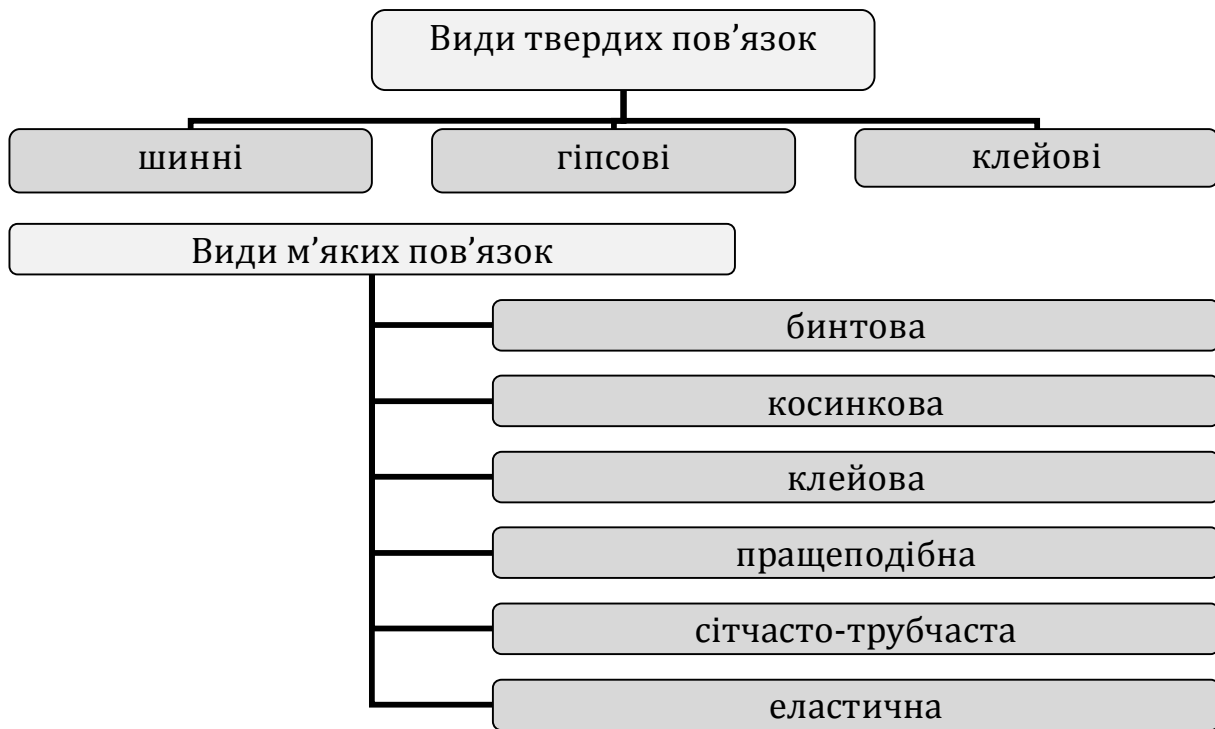 Види твердих пов’язок
шинні
гіпсові
клейові
Види м’яких пов’язок
бинтова
косинкова
клейова
пращеподібна
сітчасто-трубчаста
еластична